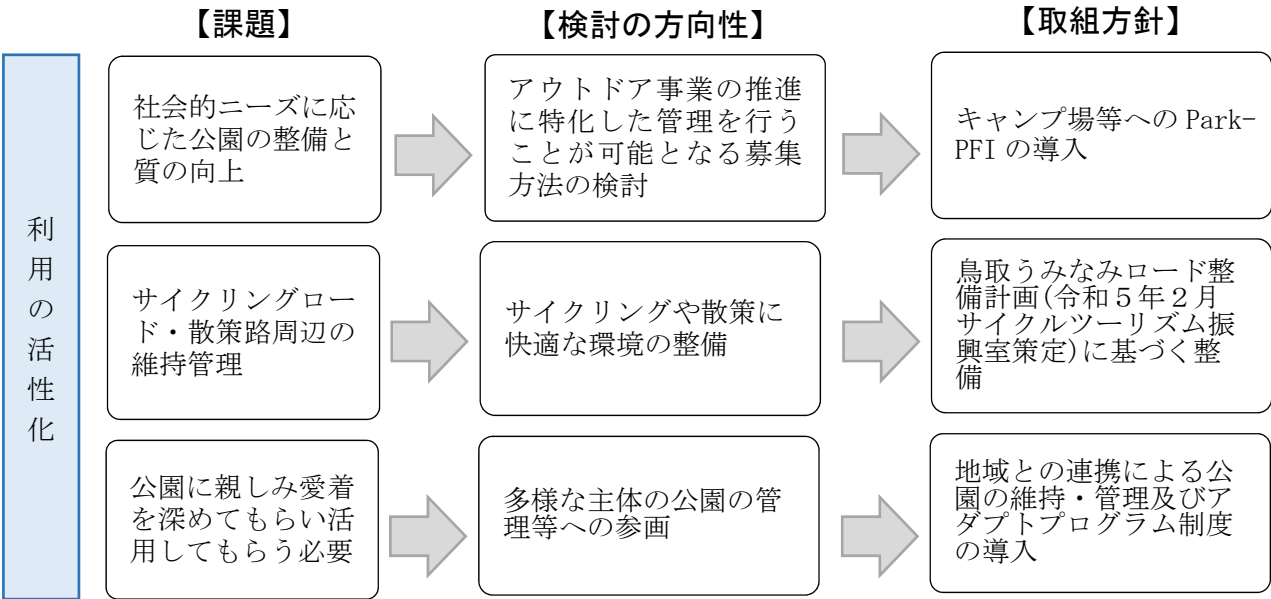 【課題】
【検討の方向性】
【取組方針】
利用の活性化
社会的ニーズに応
じた公園の整備と
質の向上
アウトドア事業の推進
に特化した管理を行う
ことが可能となる募集
方法の検討
キャンプ場等への Park-
PFI の導入
サイクリングロー
ド・散策路周辺の
維持管理
サイクリングや散策に
快適な環境の整備
鳥取うみなみロード整
備計画(令和５年２月
サイクルツーリズム振
興室策定)に基づく整
備
公園に親しみ愛着
を深めてもらい活
用してもらう必要
多様な主体の公園の管
理等への参画
地域との連携による公
園の維持・管理及びア
ダプトプログラム制度
の導入